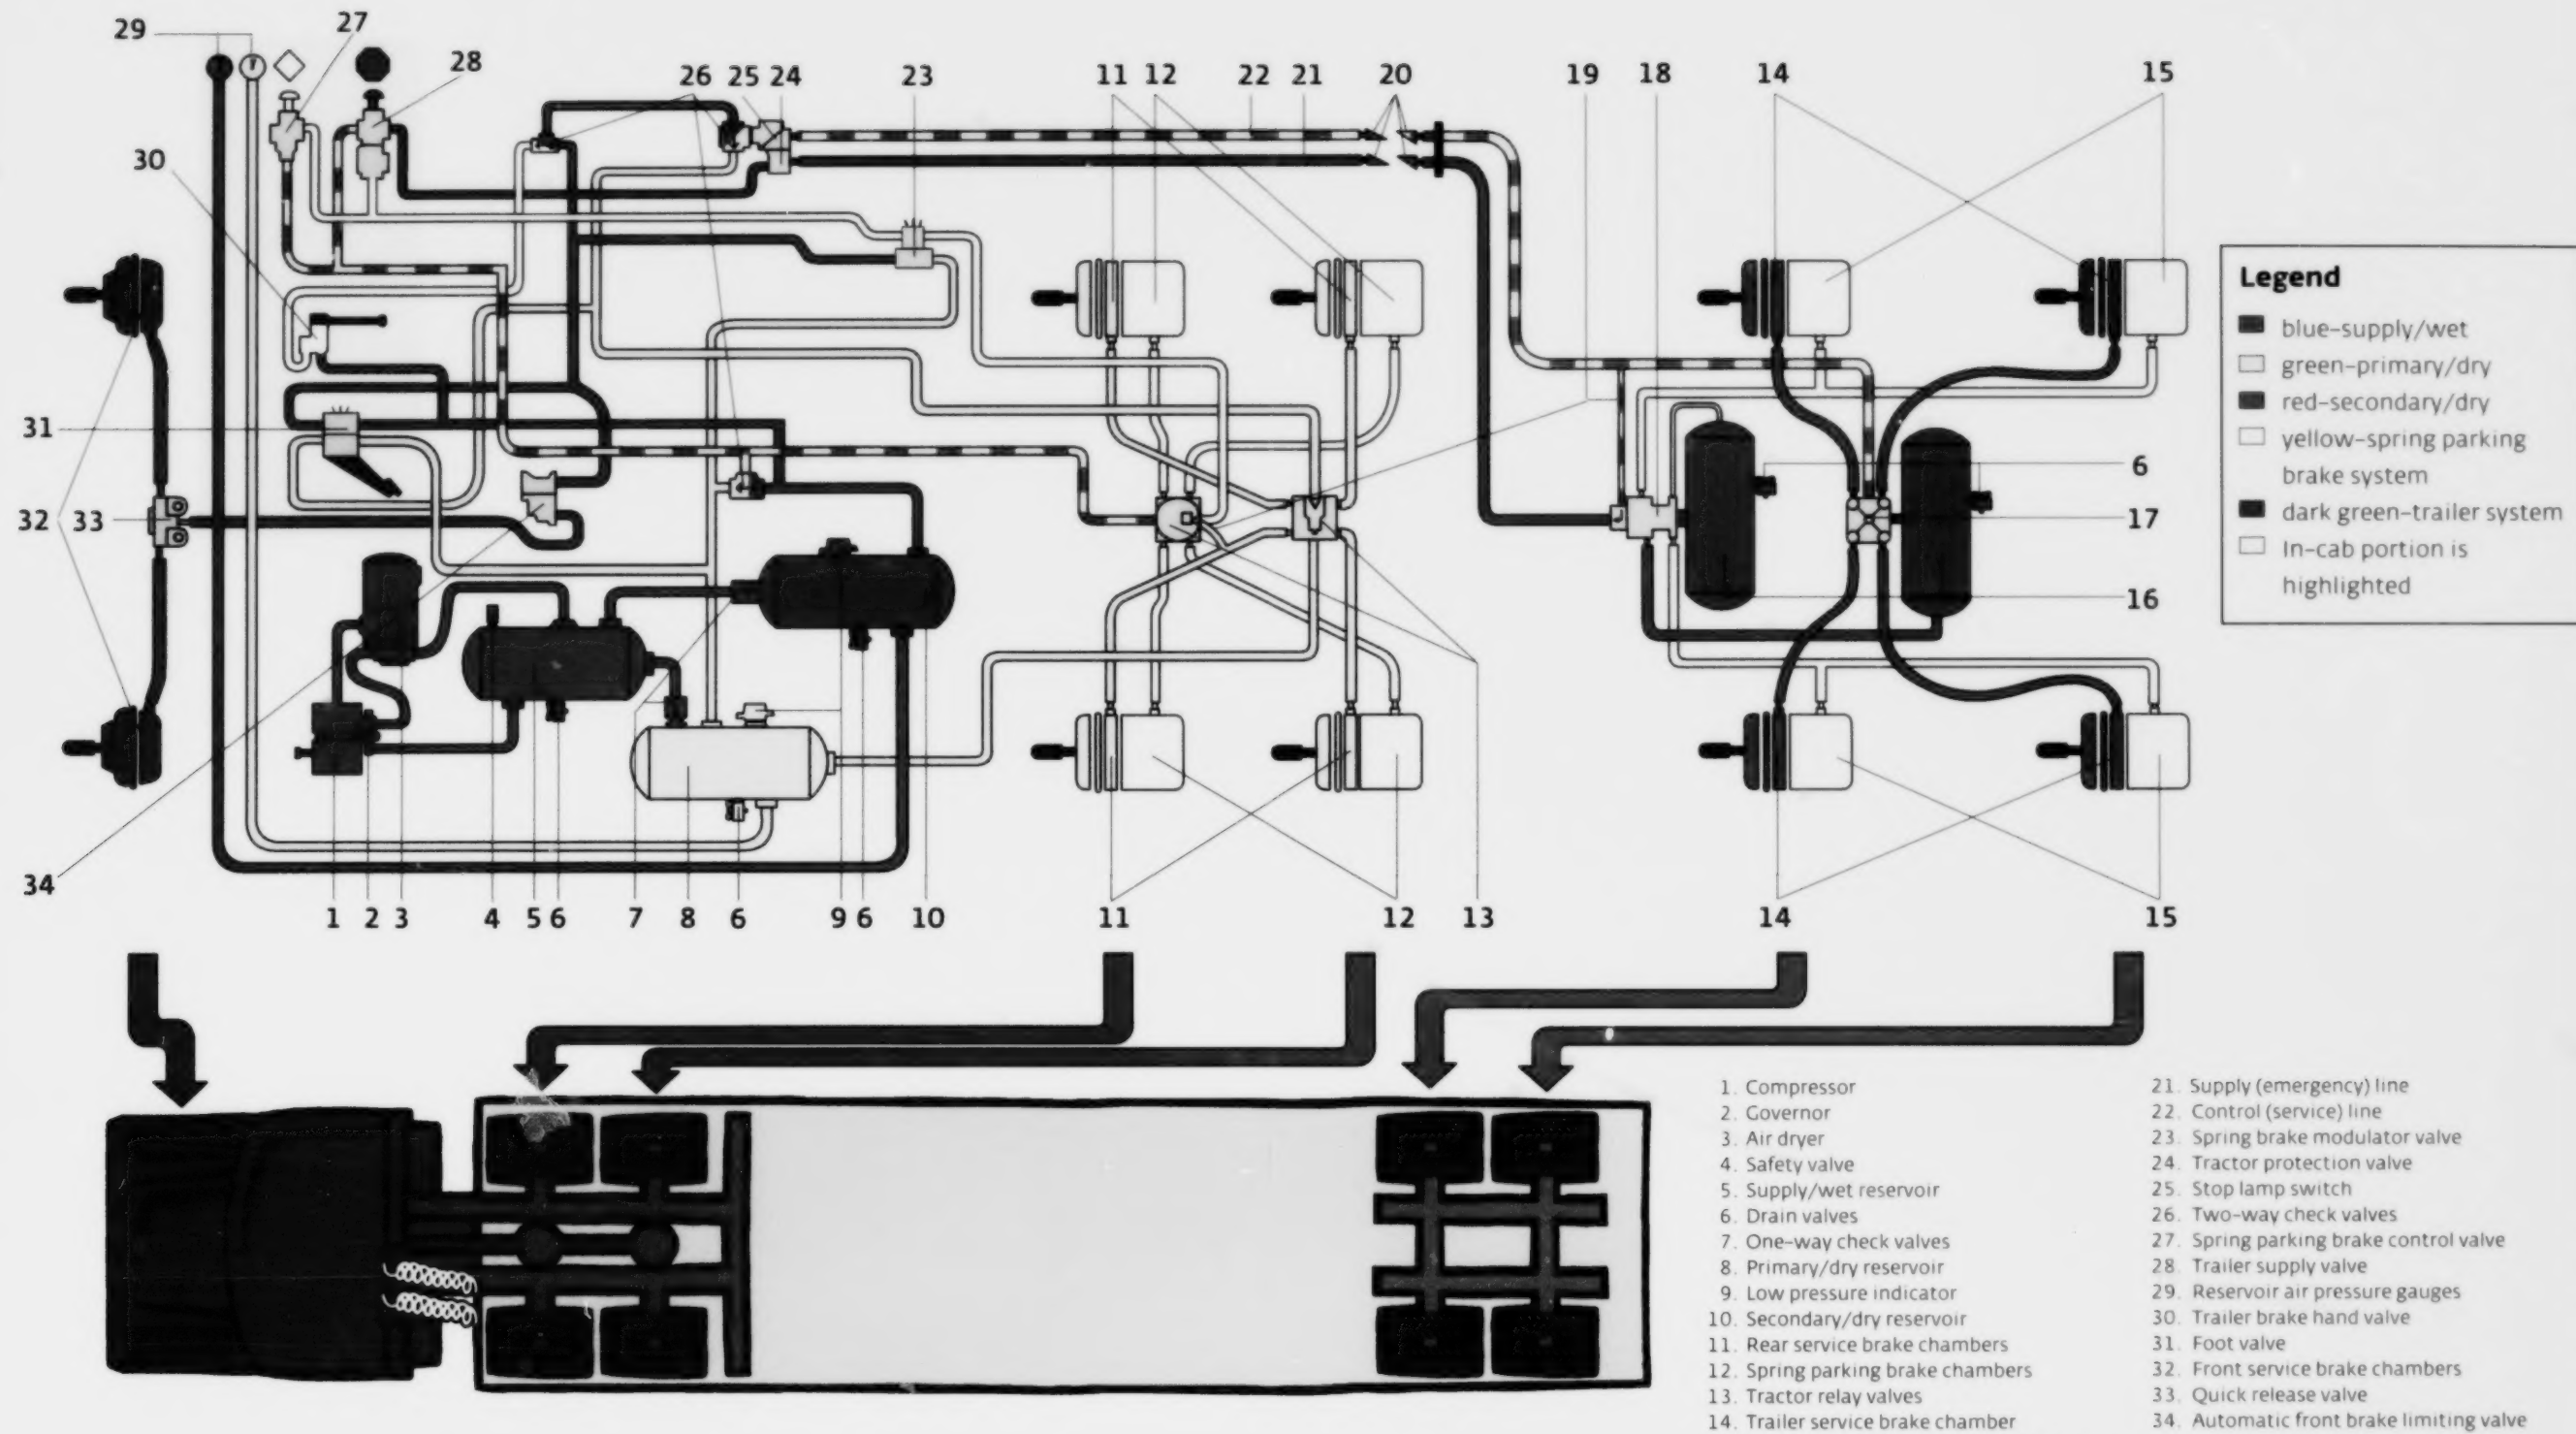 29
27
28
26
25
24
23
11
12
22
21
20
19
18
14
15
30
31
32
33
34
6
17
16
1
2
3
4
5
6
7
8
6
9
6
10
11
12
13
14
15
Legend
blue-supply/wet
green-primary/dry
red-secondary/dry
yellow-spring parking
brake system
dark green-trailer system
In-cab portion is
highlighted
1. Compressor
2. Governor
3. Air dryer
4. Safety valve
5. Supply/wet reservoir
6. Drain valves
7. One-way check valves
8. Primary/dry reservoir
9. Low pressure indicator
10. Secondary/dry reservoir
11. Rear service brake chambers
12. Spring parking brake chambers
13. Tractor relay valves
14. Trailer service brake chamber
21. Supply (emergency) line
22. Control (service) line
23. Spring brake modulator valve
24. Tractor protection valve
25. Stop lamp switch
26. Two-way check valves
27. Spring parking brake control valve
28. Trailer supply valve
29. Reservoir air pressure gauges
30. Trailer brake hand valve
31. Foot valve
32. Front service brake chambers
33. Quick release valve
34. Automatic front brake limiting valve